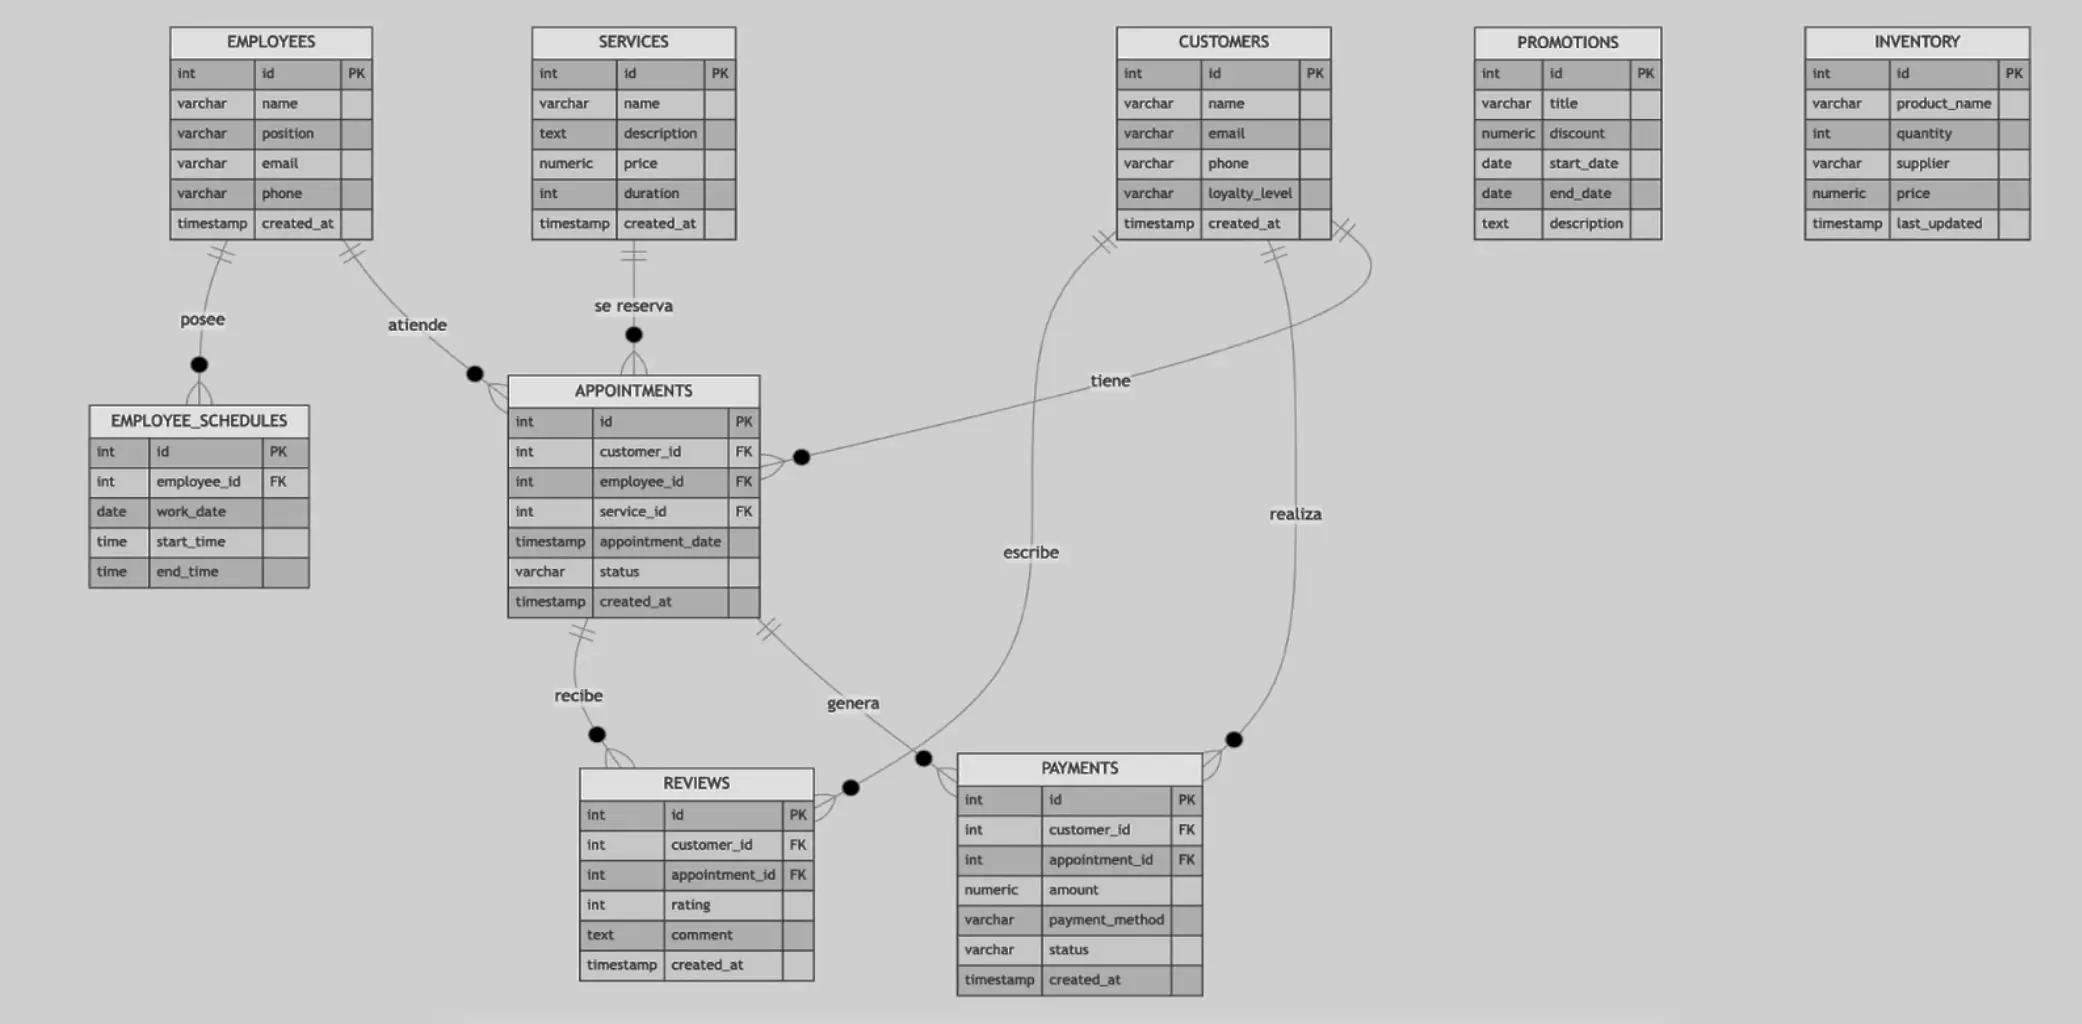 EMPLOYEES
int id PK
varchar name
varchar position
varchar email
varchar phone
timestamp created_at
SERVICES
int id PK
varchar name
text description
numeric price
int duration
timestamp created_at
CUSTOMERS
int id PK
varchar name
varchar email
varchar phone
varchar loyalty_level
timestamp created_at
PROMOTIONS
int id PK
varchar title
numeric discount
date start_date
date end_date
text description
INVENTORY
int id PK
varchar product_name
int quantity
varchar supplier
numeric price
timestamp last_updated
posee
atiende
se reserva
tiene
EMPLOYEE_SCHEDULES
int id PK
int employee_id FK
date work_date
time start_time
time end_time
APPOINTMENTS
int id PK
int customer_id FK
int employee_id FK
int service_id FK
timestamp appointment_date
varchar status
timestamp created_at
escribe
realiza
recibe
genera
REVIEWS
int id PK
int customer_id FK
int appointment_id FK
int rating
text comment
timestamp created_at
PAYMENTS
int id PK
int customer_id FK
int appointment_id FK
numeric amount
varchar payment_method
varchar status
timestamp created_at